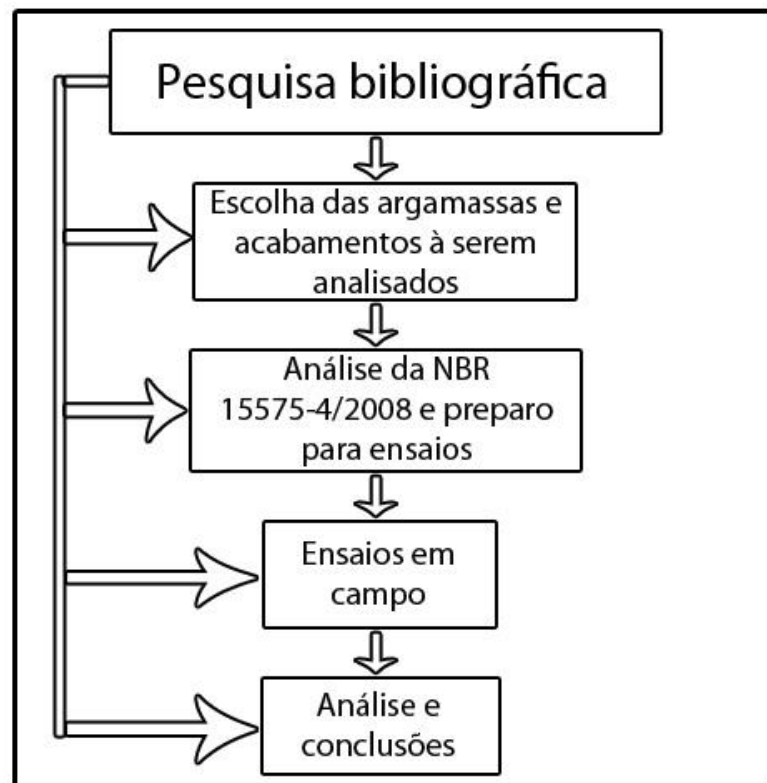 Pesquisa bibliográfica
Escolha das argamassas e
acabamentos à serem
analisados
Análise da NBR
15575-4/2008 e preparo
para ensaios
Ensaios em
campo
Análise e
conclusões